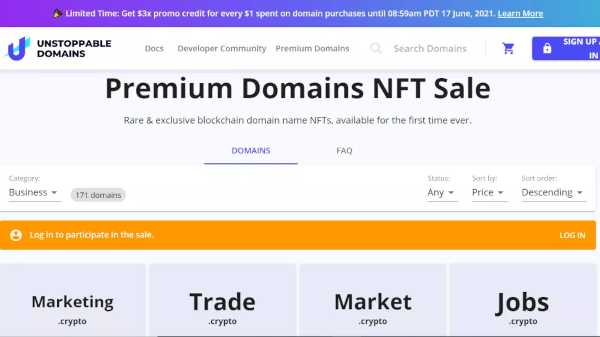 🎉 Limited Time: Get $3x promo credit for every $1 spent on domain purchases until 08:59am PDT 17 June, 2021. Learn More
UNSTOPPABLE
DOMAINS
Docs Developer Community Premium Domains Search Domains
SIGN UP
IN
Premium Domains NFT Sale
Rare & exclusive blockchain domain name NFTs, available for the first time ever.
DOMAINS FAQ
Category: Status: Sort by: Sort order:
Business 171 domains Any Price Descending
Log in to participate in the sale. LOG IN
Marketing Trade Market Jobs
.crypto .crypto .crypto .crypto